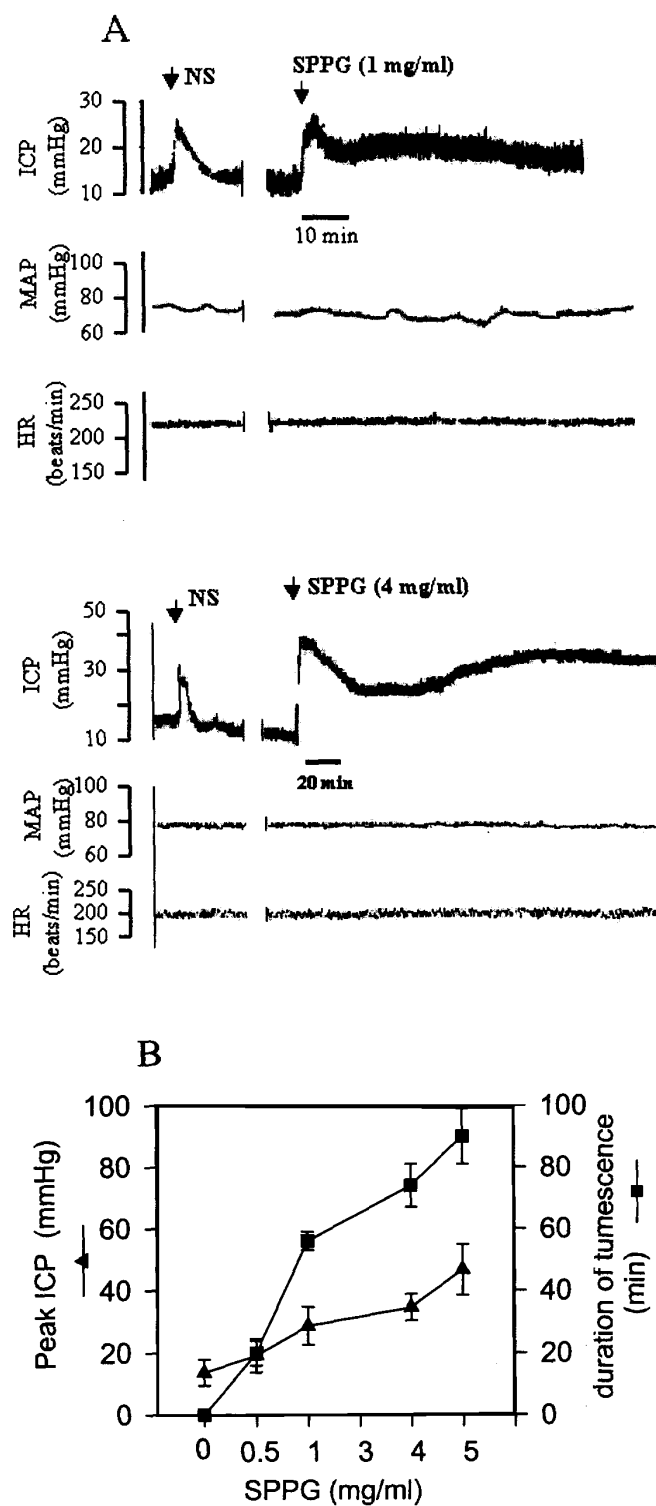 A
NS
SPPG (1 mg/ml)
ICP
(mmHg)
30
20
10
10 min
MAP
(mmHg)
100
80
60
HR
(beats/min)
250
200
150
NS
SPPG (4 mg/ml)
ICP
(mmHg)
50
30
10
20 min
MAP
(mmHg)
100
80
60
HR
(beats/min)
250
200
150
B
Peak ICP (mmHg)
100
80
60
40
20
0
100
80
60
40
20
0
duration of tumescence
(min)
0 0.5 1 3 4 5
SPPG (mg/ml)